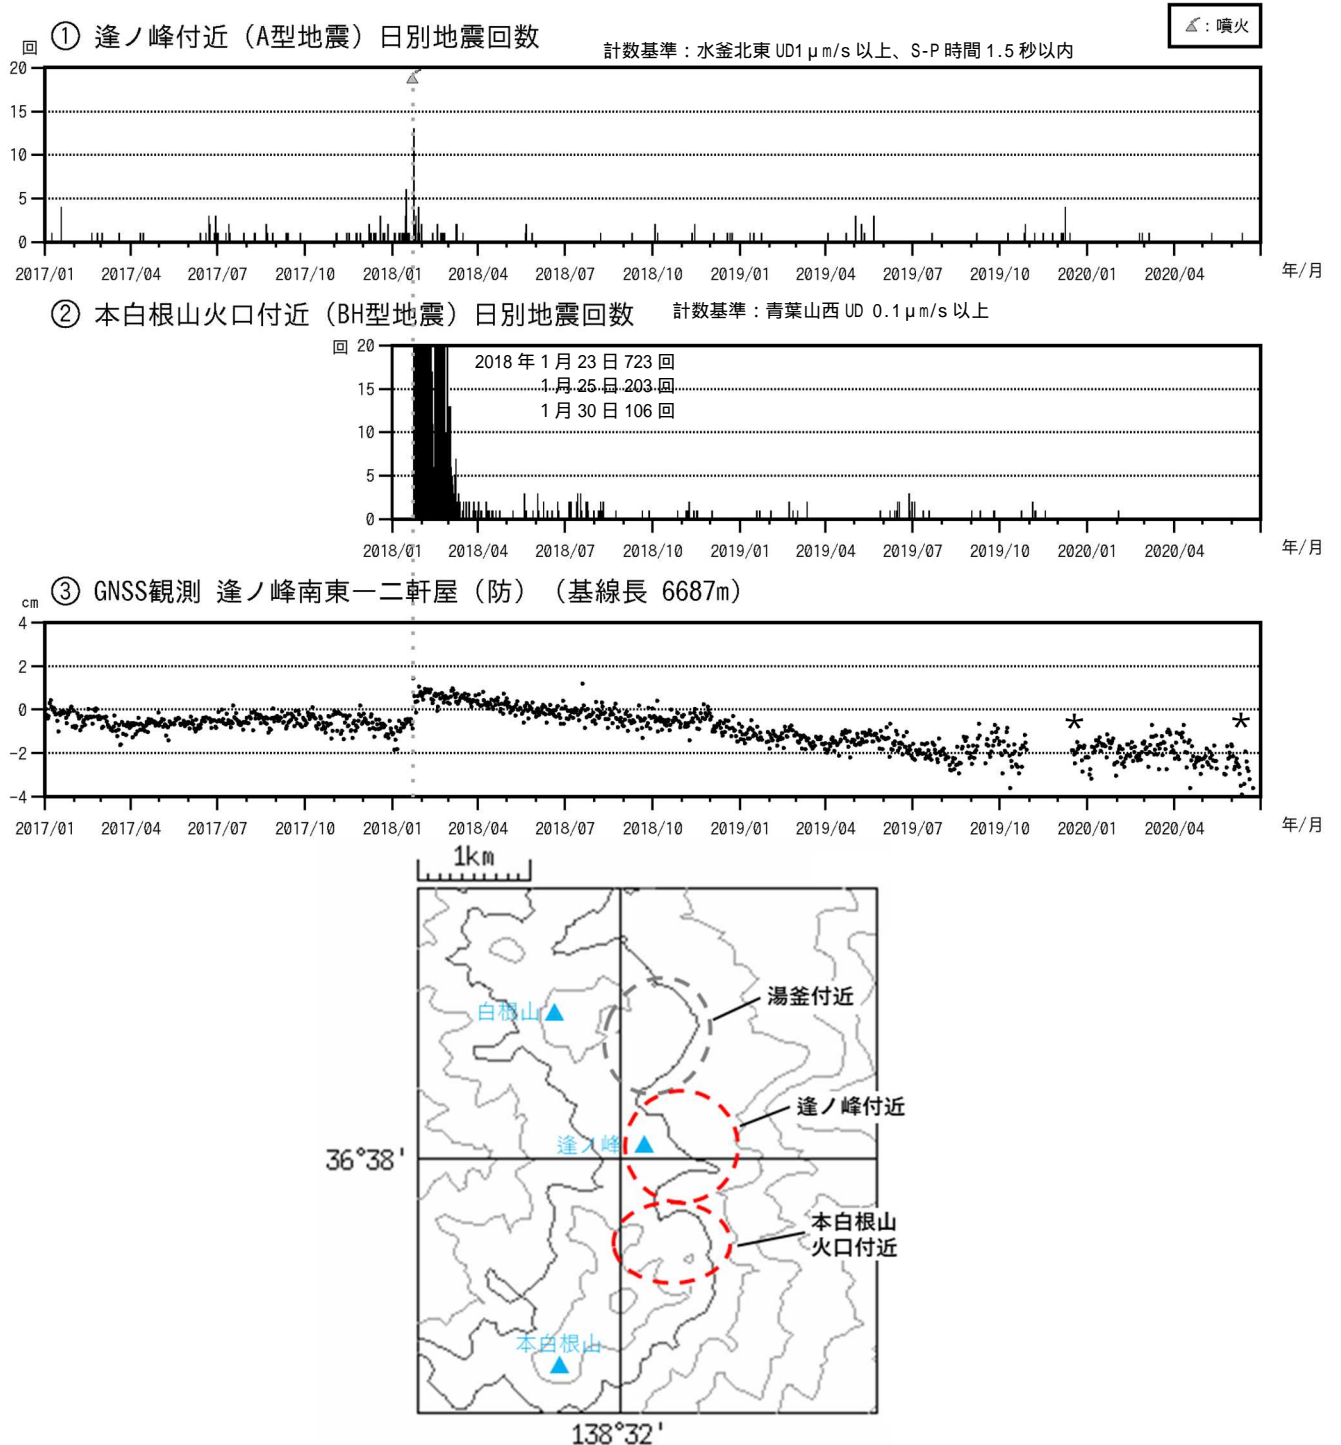 ① 逢ノ峰付近（A型地震）日別地震回数
計数基準：水釜北東 UD1μm/s 以上、S-P 時間 1.5 秒以内
：噴火
回
20
15
10
5
0
2017/01 2017/04 2017/07 2017/10 2018/01 2018/04 2018/07 2018/10 2019/01 2019/04 2019/07 2019/10 2020/01 2020/04 年/月
② 本白根山火口付近（BH型地震）日別地震回数
計数基準：青葉山西 UD 0.1μm/s 以上
回
20
15
10
5
0
2018 年 1 月 23 日 723 回
1 月 25 日 203 回
1 月 30 日 106 回
2018/01 2018/04 2018/07 2018/10 2019/01 2019/04 2019/07 2019/10 2020/01 2020/04 年/月
③ GNSS観測 逢ノ峰南東－二軒屋（防）（基線長 6687m）
cm
4
2
0
-2
-4
* *
2017/01 2017/04 2017/07 2017/10 2018/01 2018/04 2018/07 2018/10 2019/01 2019/04 2019/07 2019/10 2020/01 2020/04 年/月
1km
湯釜付近
白根山
逢ノ峰付近
逢ノ峰
36°38'
本白根山
火口付近
本白根山
138°32'